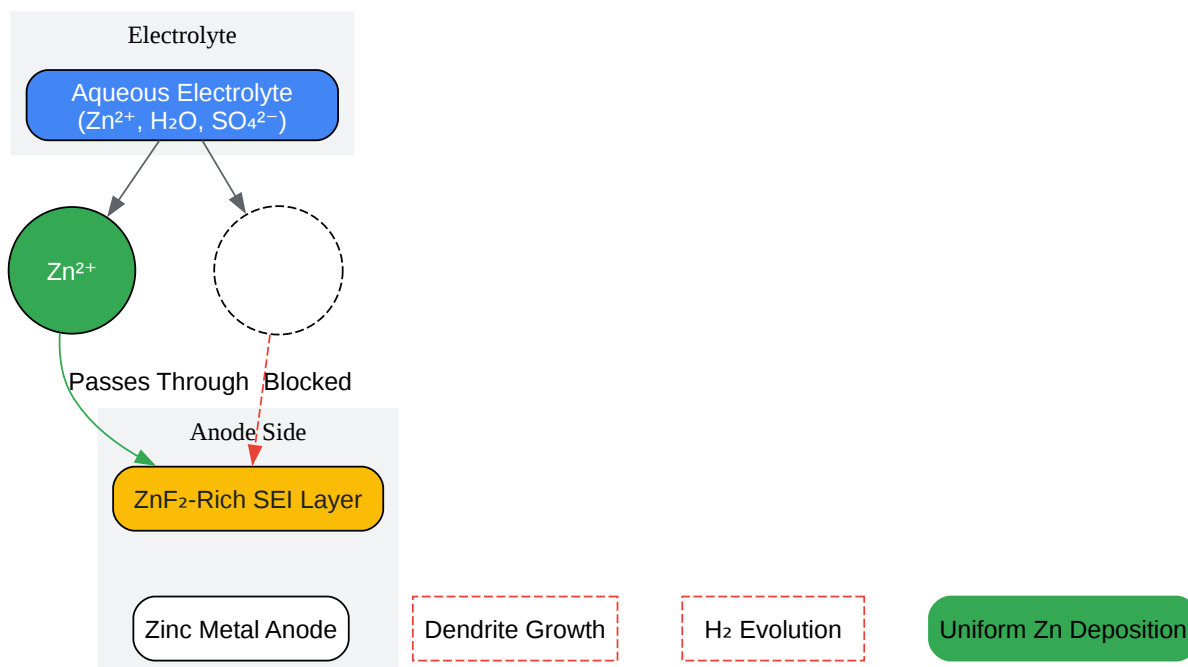 Electrolyte
Aqueous Electrolyte
(Zn²⁺, H₂O, SO₄²⁻)
Zn²⁺
Passes Through
Blocked
Anode Side
ZnF₂-Rich SEI Layer
Zinc Metal Anode
Dendrite Growth
H₂ Evolution
Uniform Zn Deposition